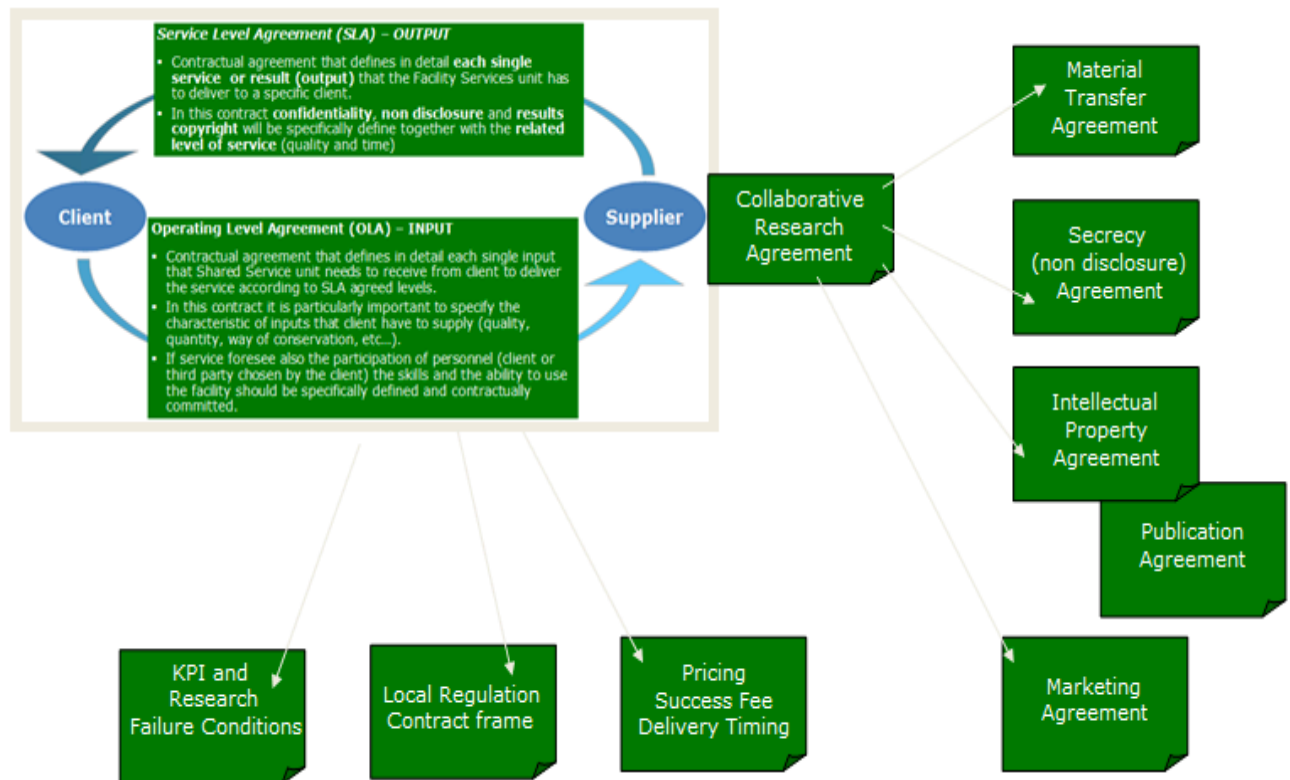 Service Level Agreement (SLA) – OUTPUT
▪ Contractual agreement that defines in detail each single
service or result (output) that the Facility Services unit has
to deliver to a specific client.
▪ In this contract confidentiality, non disclosure and results
copyright will be specifically define together with the related
level of service (quality and time)
Client
Supplier
Operating Level Agreement (OLA) – INPUT
▪ Contractual agreement that defines in detail each single input
that Shared Service unit needs to receive from client to deliver
the service according to SLA agreed levels.
▪ In this contract it is particularly important to specify the
characteristic of inputs that client have to supply (quality,
quantity, way of conservation, etc...).
▪ If service foresee also the participation of personnel (client or
third party chosen by the client) the skills and the ability to use
the facility should be specifically defined and contractually
committed.
Collaborative
Research
Agreement
Material
Transfer
Agreement
Secrecy
(non disclosure)
Agreement
Intellectual
Property
Agreement
Publication
Agreement
KPI and
Research
Failure Conditions
Local Regulation
Contract frame
Pricing
Success Fee
Delivery Timing
Marketing
Agreement